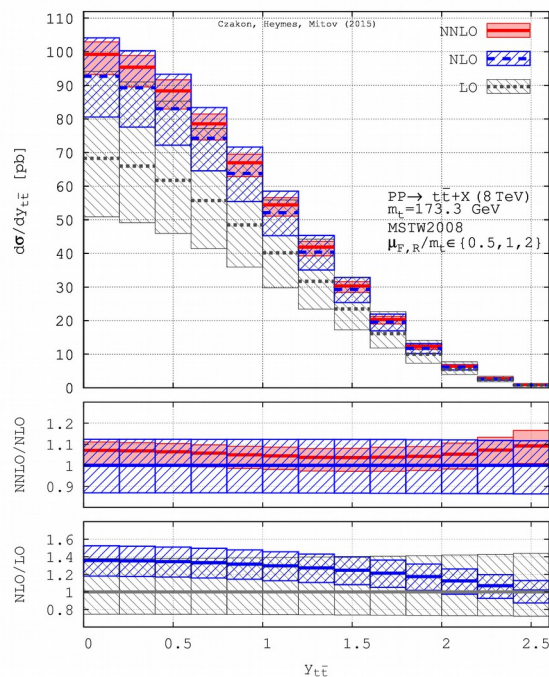 Czakon, Heymes, Mitov (2015)
NNLO
NLO
LO
110
100
90
80
70
60
50
40
30
20
10
0
dσ/dy_tt̄ [pb]
PP→ tt̄+X (8 TeV)
m_t=173.3 GeV
MSTW2008
μ_F,R/m_t∈{0.5,1,2}
1.2
1.1
1
0.9
NNLO/NLO
1.6
1.4
1.2
1
0.8
NLO/LO
0 0.5 1 1.5 2 2.5
y_tt̄